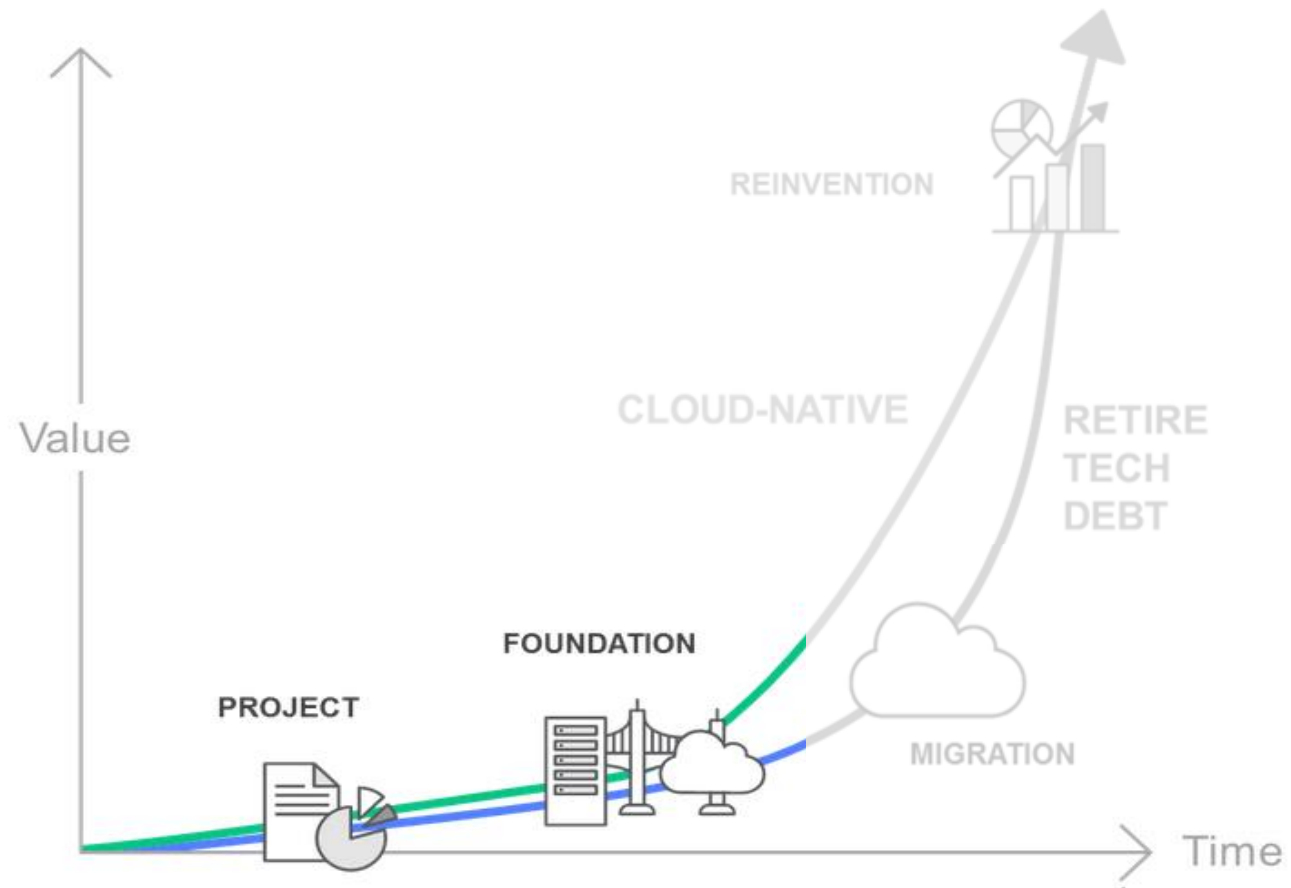 REINVENTION
CLOUD-NATIVE
RETIRE
TECH
DEBT
Value
FOUNDATION
PROJECT
MIGRATION
Time